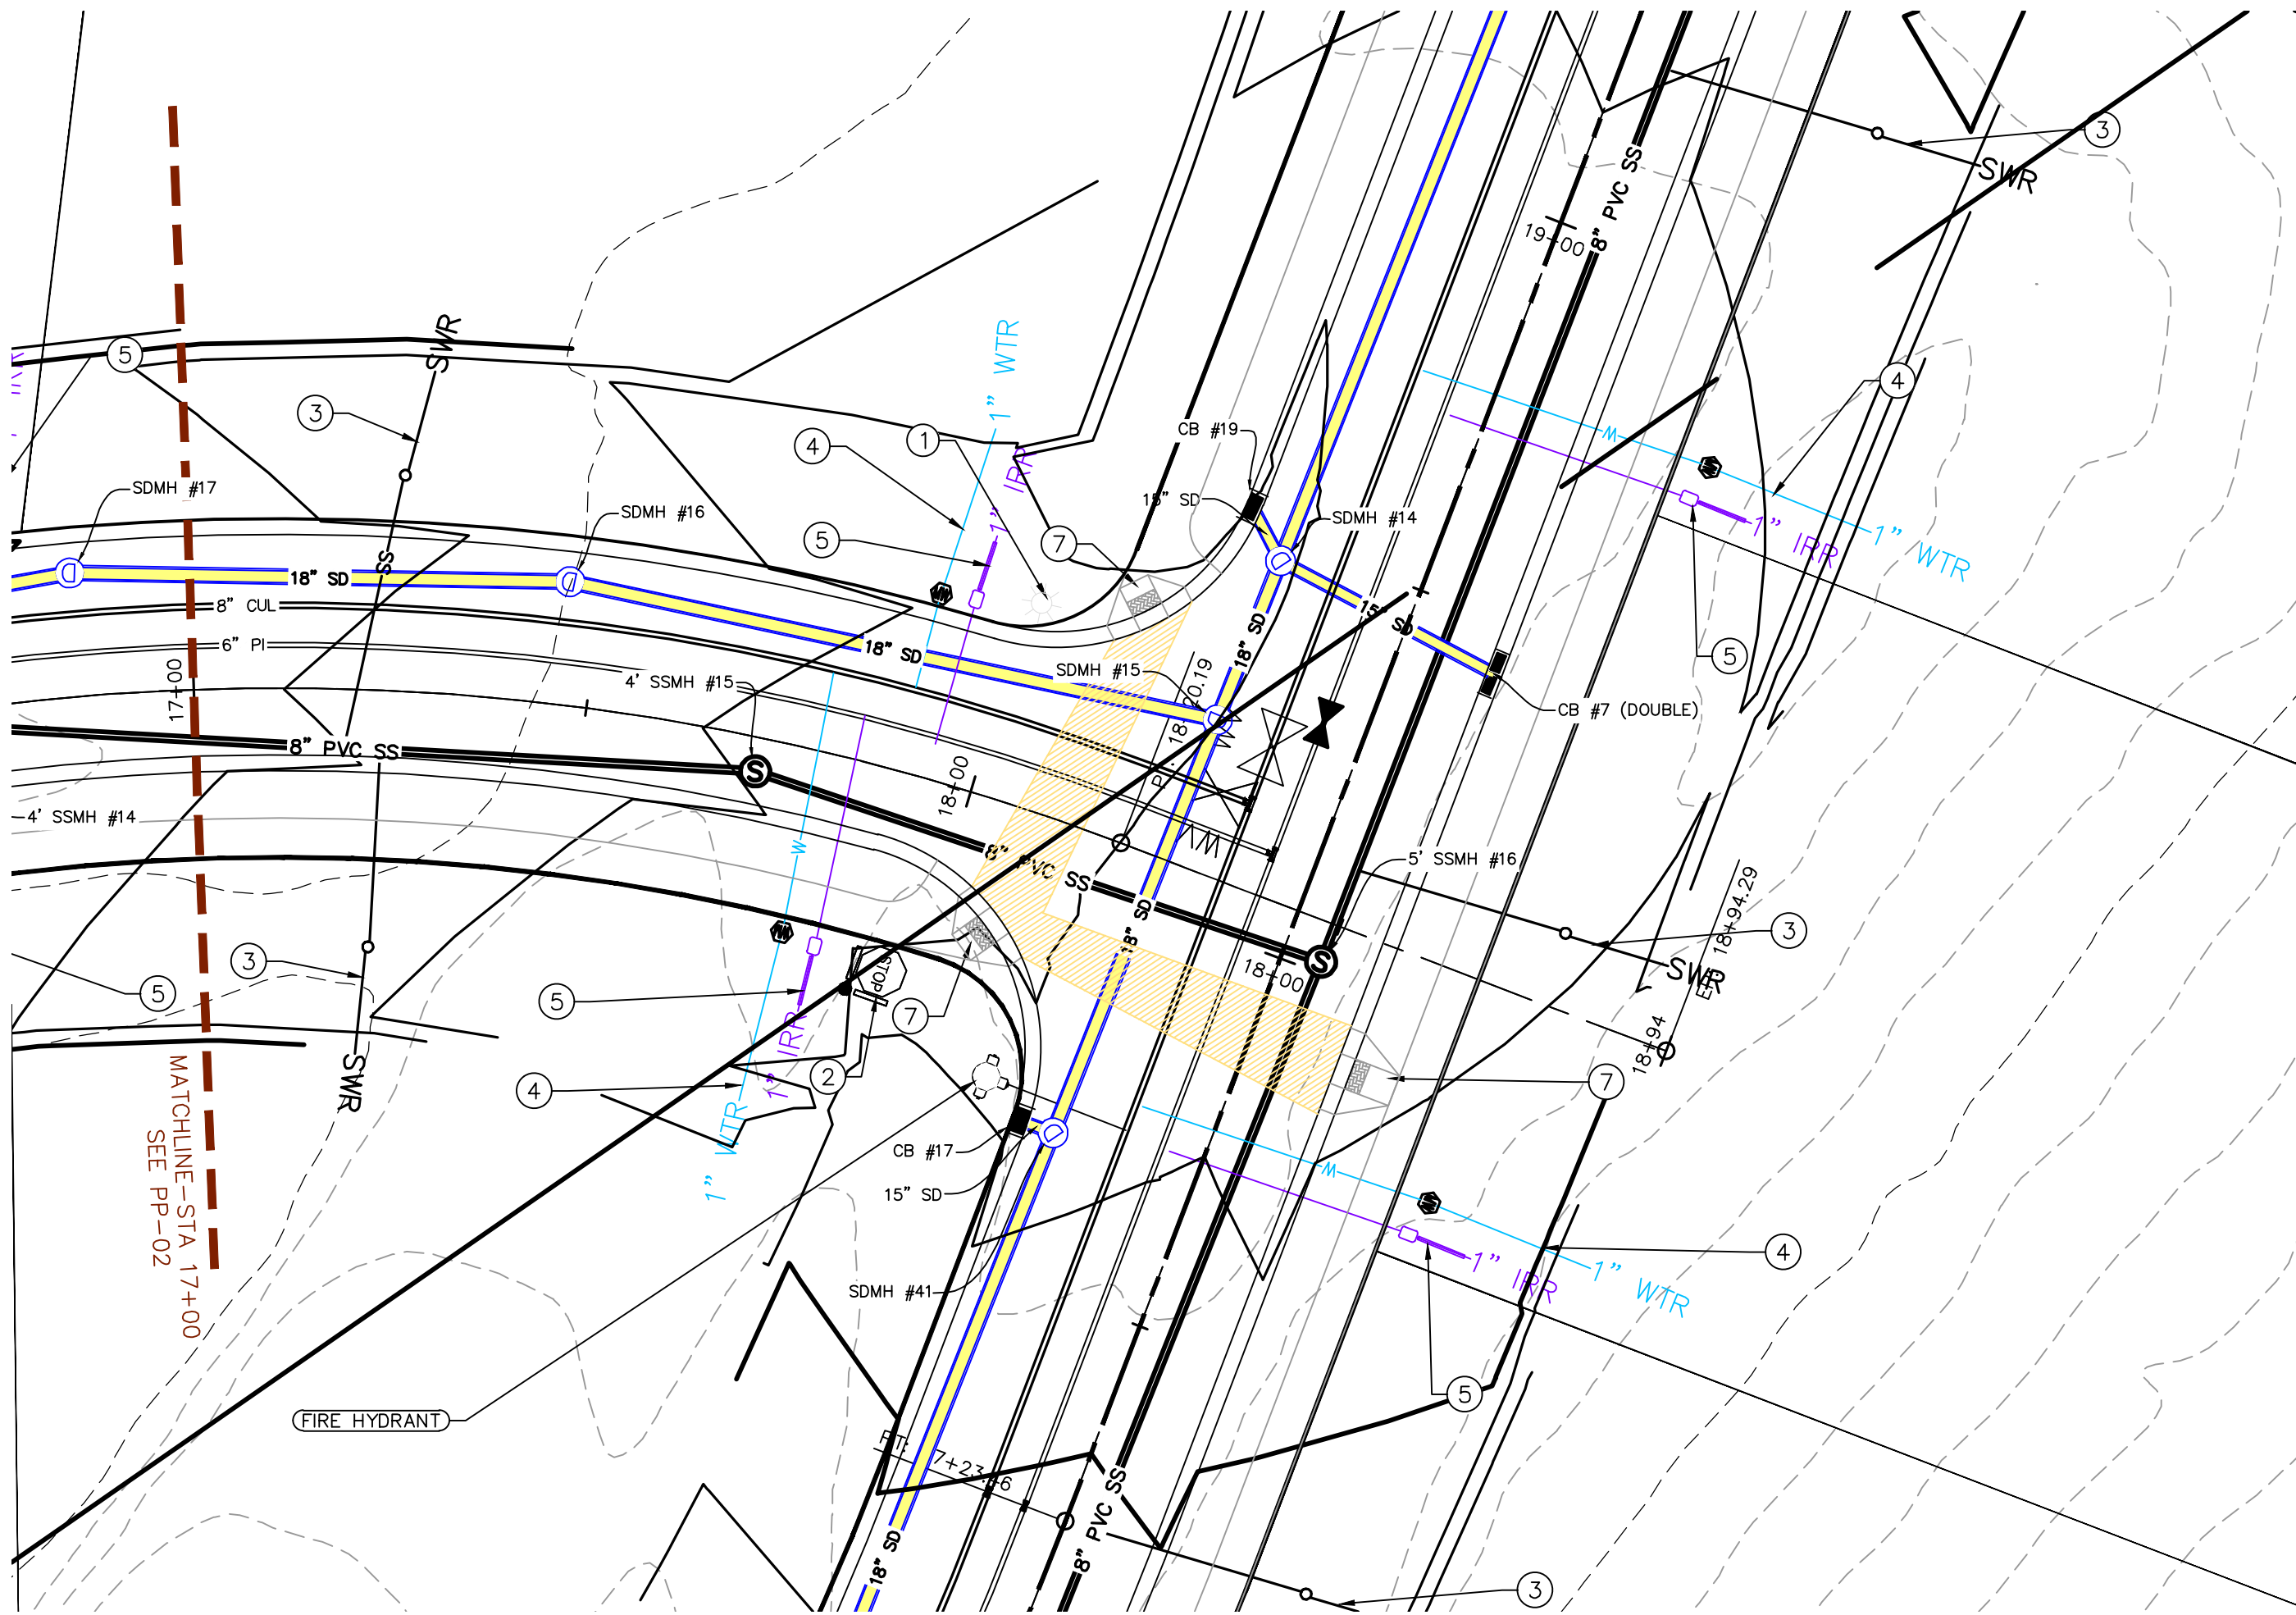 3
SWR
8" PVC SS
19+00
SWR
5
1" WTR
3
4
1
CB #19
4
1" IRR
W
SDMH #17
SDMH #16
15" SD
SDMH #14
5
7
1" IRR
1" WTR
SS
18" SD
D
D
D
8" CUL
15" SD
6" PI
18" SD
18" SD
5
17+00
4' SSMH #15
SDMH #15
CB #7 (DOUBLE)
8" PVC SS
S
D
18+00
4' SSMH #14
W
8" PVC SS
5' SSMH #16
18" SD
3
18+94.29
3
S
18+00
SWR
5
5
STOP
7
18+94
1" IRR
2
7
SWR
4
1" WTR
MATCHLINE-STA 17+00
SEE PP-02
CB #17
D
W
15" SD
4
1" IRR
1" WTR
SDMH #41
5
FIRE HYDRANT
8" PVC SS
18" SD
3